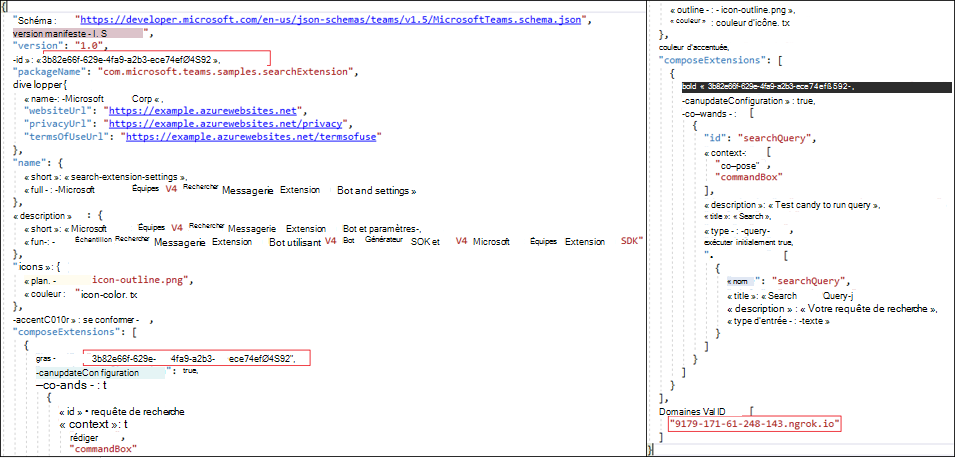 {
"Schéma : "https://developer.microsoft.com/en-us/json-schemas/teams/v1.5/MicrosoftTeams.schema.json",
version manifeste - I. S ",
"version": "1.0",
-id » : «3b82e66f-629e-4fa9-a2b3-ece74efØ4S92 »,
"packageName": "com.microsoft.teams.samples.searchExtension",
dive lopper {
« name-: -Microsoft Corp « ,
"websiteUrl": "https://example.azurewebsites.net",
"privacyUrl": "https://example.azurewebsites.net/privacy",
"termsOfUseUrl": "https://example.azurewebsites.net/termsofuse"
},
"name": {
« short » : « search-extension-settings »,
« full - : -Microsoft Équipes V4 Rechercher Messagerie Extension Bot and settings »
},
« description » : {
« short » : « Microsoft Équipes V4 Rechercher Messagerie Extension Bot et paramètres-,
« fun-: - Échantillon Rechercher Messagerie Extension Bot utilisant V4 Bot Générateur SOK et V4 Microsoft Équipes Extension SDK"
},
"icons » : {
« plan. - icon-outline.png",
« couleur : "icon-color. tx
},
-accentC010r » : se conformer - ,
"composeExtensions": [
{
gras - 3b82e66f-629e- 4fa9-a2b3- ece74efØ4S92",
-canupdateConfiguration ": true,
—co-ands - : t
{
« id » • requête de recherche
« context »: t
rédiger ,
"commandBox"
« outline - : - icon-outline.png »,
« couleur » : couleur d'icône. tx
},
couleur d'accentuée,
"composeExtensions": [
{
bold « 3b82e66f-629e-4fa9-a2b3-ece74efß592-,
-canupdateConfiguration » : true,
-co–wands - : [
{
"id": "searchQuery",
« context-: [
"co–pose" ,
"commandBox"
],
« description » : « Test candy to run query »,
« title »: « Search »,
« type - : -query- ,
exécuter initialement true,
". [
{
« nom ": "searchQuery",
« title » : « Search Query-j
« description » : « Votre requête de recherche »,
« type d'entrée - : -texte »
}
]
}
]
}
],
Domaines Val ID [
"9179-171-61-248-143.ngrok.io"
]
}